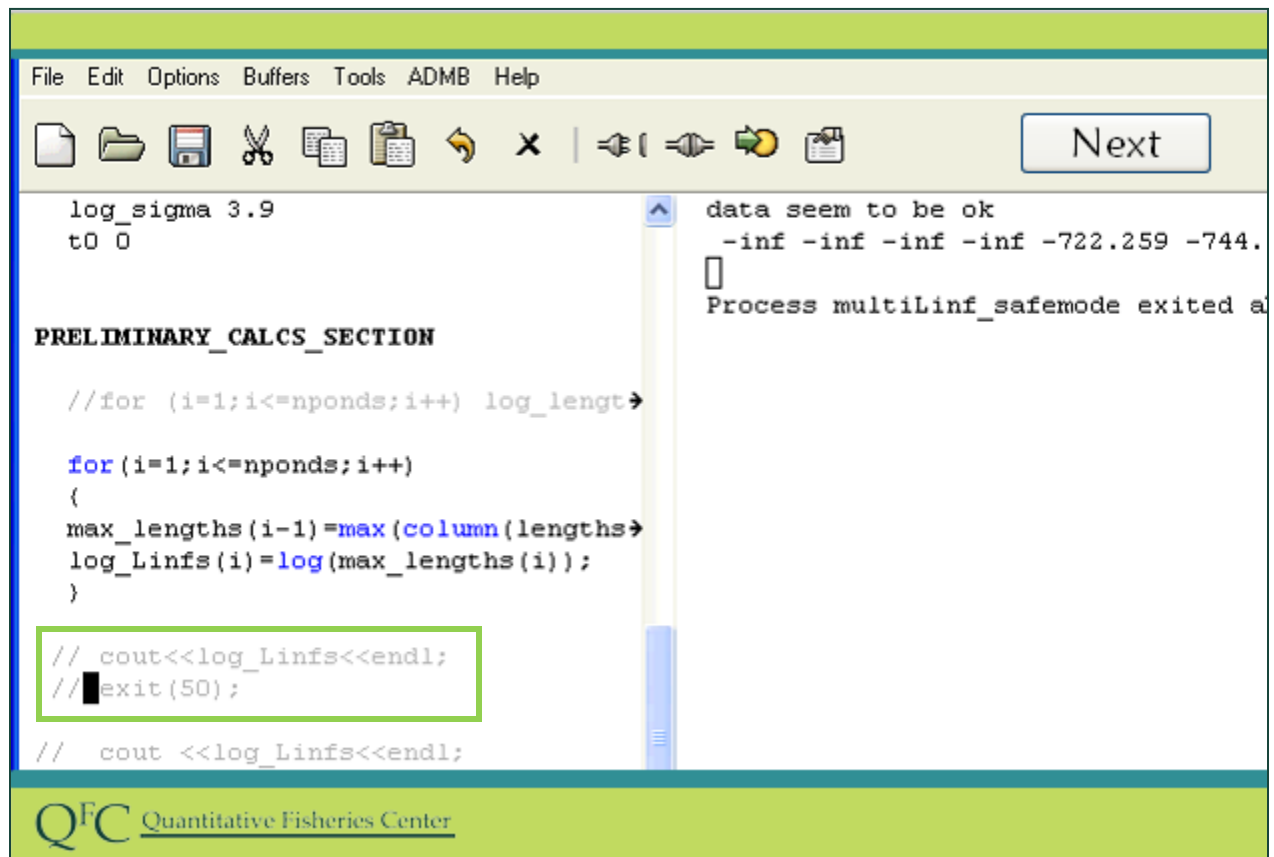 File Edit Options Buffers Tools ADMB Help
Next
log_sigma 3.9
t0 0
PRELIMINARY_CALCS_SECTION
//for (i=1;i<=nponds;i++) log_lengt
for(i=1;i<=nponds;i++)
{
max_lengths(i-1)=max(column(lengths
log_Linfs(i)=log(max_lengths(i));
}
// cout<<log_Linfs<<endl;
// exit(50);
// cout <<log_Linfs<<endl;
data seem to be ok
-inf -inf -inf -inf -722.259 -744.
Process multiLinf_safemode exited a
QFC Quantitative Fisheries Center